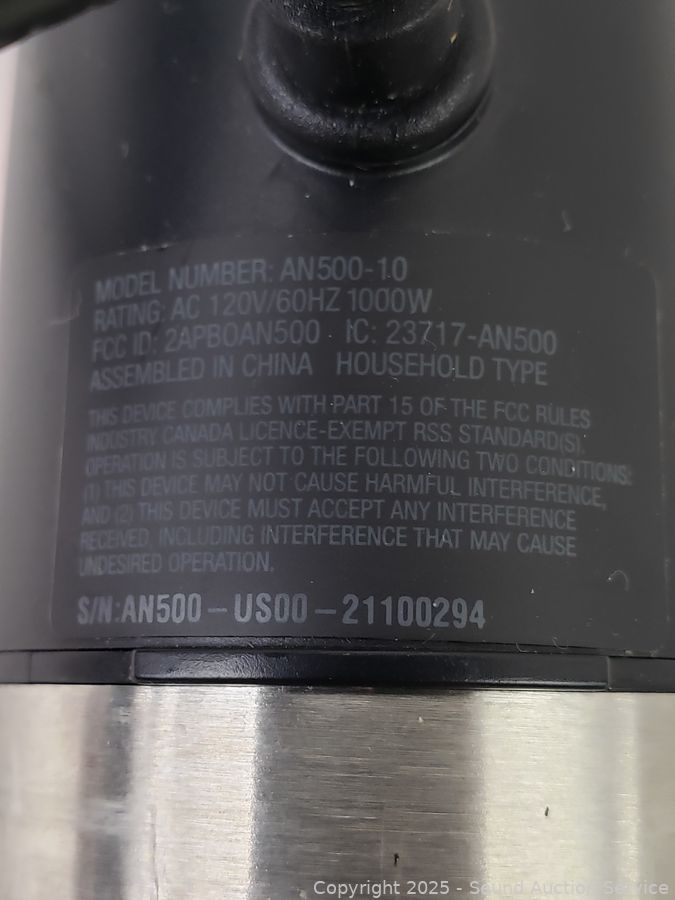 MODEL NUMBER: AN500-10
RATING: AC 120V/60HZ 1000W
FCC ID: 2APBOAN500 IC: 23717-AN500
ASSEMBLED IN CHINA HOUSEHOLD TYPE
THIS DEVICE COMPLIES WITH PART 15 OF THE FCC RULES
INDUSTRY CANADA LICENCE-EXEMPT RSS STANDARD(S).
OPERATION IS SUBJECT TO THE FOLLOWING TWO CONDITIONS:
(1) THIS DEVICE MAY NOT CAUSE HARMFUL INTERFERENCE,
AND (2) THIS DEVICE MUST ACCEPT ANY INTERFERENCE
RECEIVED, INCLUDING INTERFERENCE THAT MAY CAUSE
UNDESIRED OPERATION.
S/N:AN500-US00-21100294
Copyright 2025 - Sound Auction Service